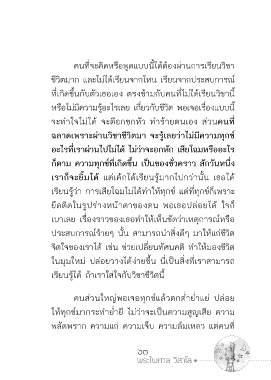 คนที่จะคิดหรือพูดแบบนี้ได้ต้องผ่านการเรียนวิชา
ชีวิตมาก และไม่ได้เรียนจากไหน เรียนจากประสบการณ์
ที่เกิดขึ้นกับตัวเธอเอง ตรงข้ามกับคนที่ไม่ได้เรียนวิชานี้
หรือไม่มีความรู้อะไรเลย เกี่ยวกับชีวิต พอเจอเรื่องแบบนี้
จะทำใจไม่ได้ จะตีอกชกหัว ทำร้ายตนเอง ส่วนคนที่
ฉลาดเพราะผ่านวิชาชีวิตมา จะรู้เลยว่าไม่มีความทุกข์
อะไรที่เราผ่านไปไม่ได้ ไม่ว่าจะอกหัก เสียโฉมหรืออะไร
ก็ตาม ความทุกข์ที่เกิดขึ้น เป็นของชั่วคราว สักวันหนึ่ง
เราก็จะยิ้มได้ แต่เค้กได้เรียนรู้มากไปกว่านั้น เธอได้
เรียนรู้ว่า การเสียโฉมไม่ได้ทำให้ทุกข์ แต่ที่ทุกข์ก็เพราะ
ยึดติดในรูปร่างหน้าตาของตน พอเธอปล่อยได้ ใจก็
เบาเลย เรื่องราวของเธอทำให้เห็นชัดว่าเหตุการณ์หรือ
ประสบการณ์ร้ายๆ นั้น สามารถนำสิ่งดีๆ มาให้แก่ชีวิต
จิตใจของเราได้ เช่น ช่วยเปลี่ยนทัศนคติ ทำให้มองชีวิต
ในมุมใหม่ ปล่อยวางได้ง่ายขึ้น นี่เป็นสิ่งที่เราสามารถ
เรียนรู้ได้ ถ้าเราใส่ใจกับวิชาชีวิตนี้
คนส่วนใหญ่พอเจอทุกข์แล้วตกต่ำย่ำแย่ ปล่อย
ให้ทุกข์มากระทำย่ำยี ไม่ว่าจะเป็นความสูญเสีย ความ
พลัดพราก ความแก่ ความเจ็บ ความล้มเหลว แต่คนที่
๖๐
พระไพศาล วิสาโล